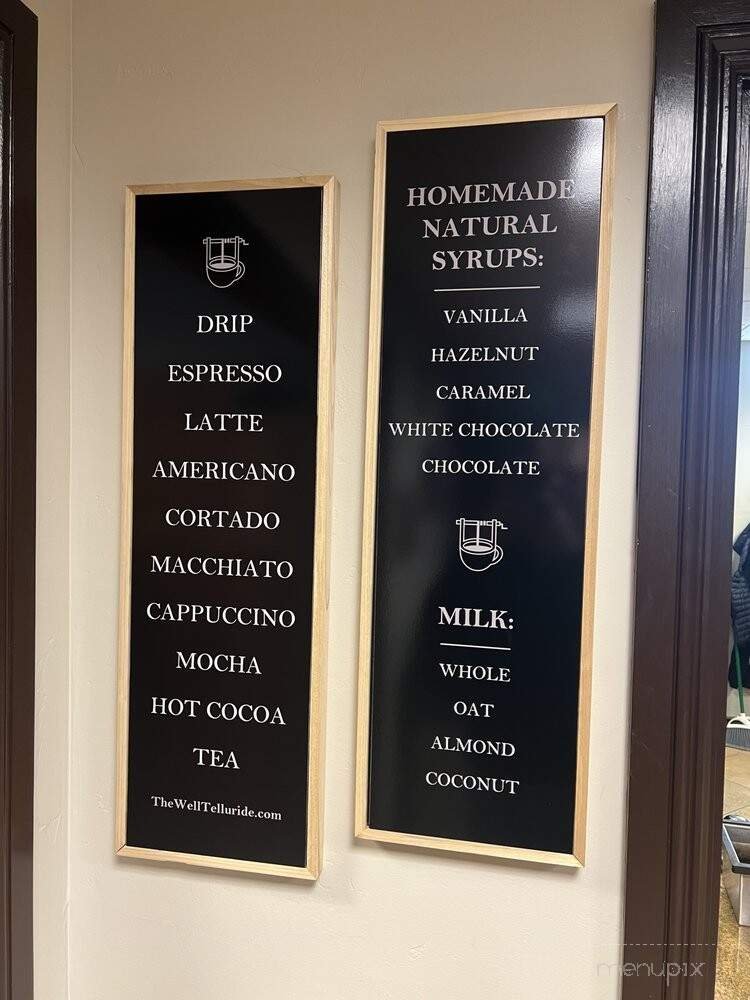 DRIP
ESPRESSO
LATTE
AMERICANO
CORTADO
MACCHIATO
CAPPUCCINO
MOCHA
HOT COCOA
TEA
TheWellTelluride.com
HOMEMADE
NATURAL
SYRUPS:
VANILLA
HAZELNUT
CARAMEL
WHITE CHOCOLATE
CHOCOLATE
MILK:
WHOLE
OAT
ALMOND
COCONUT
menupix